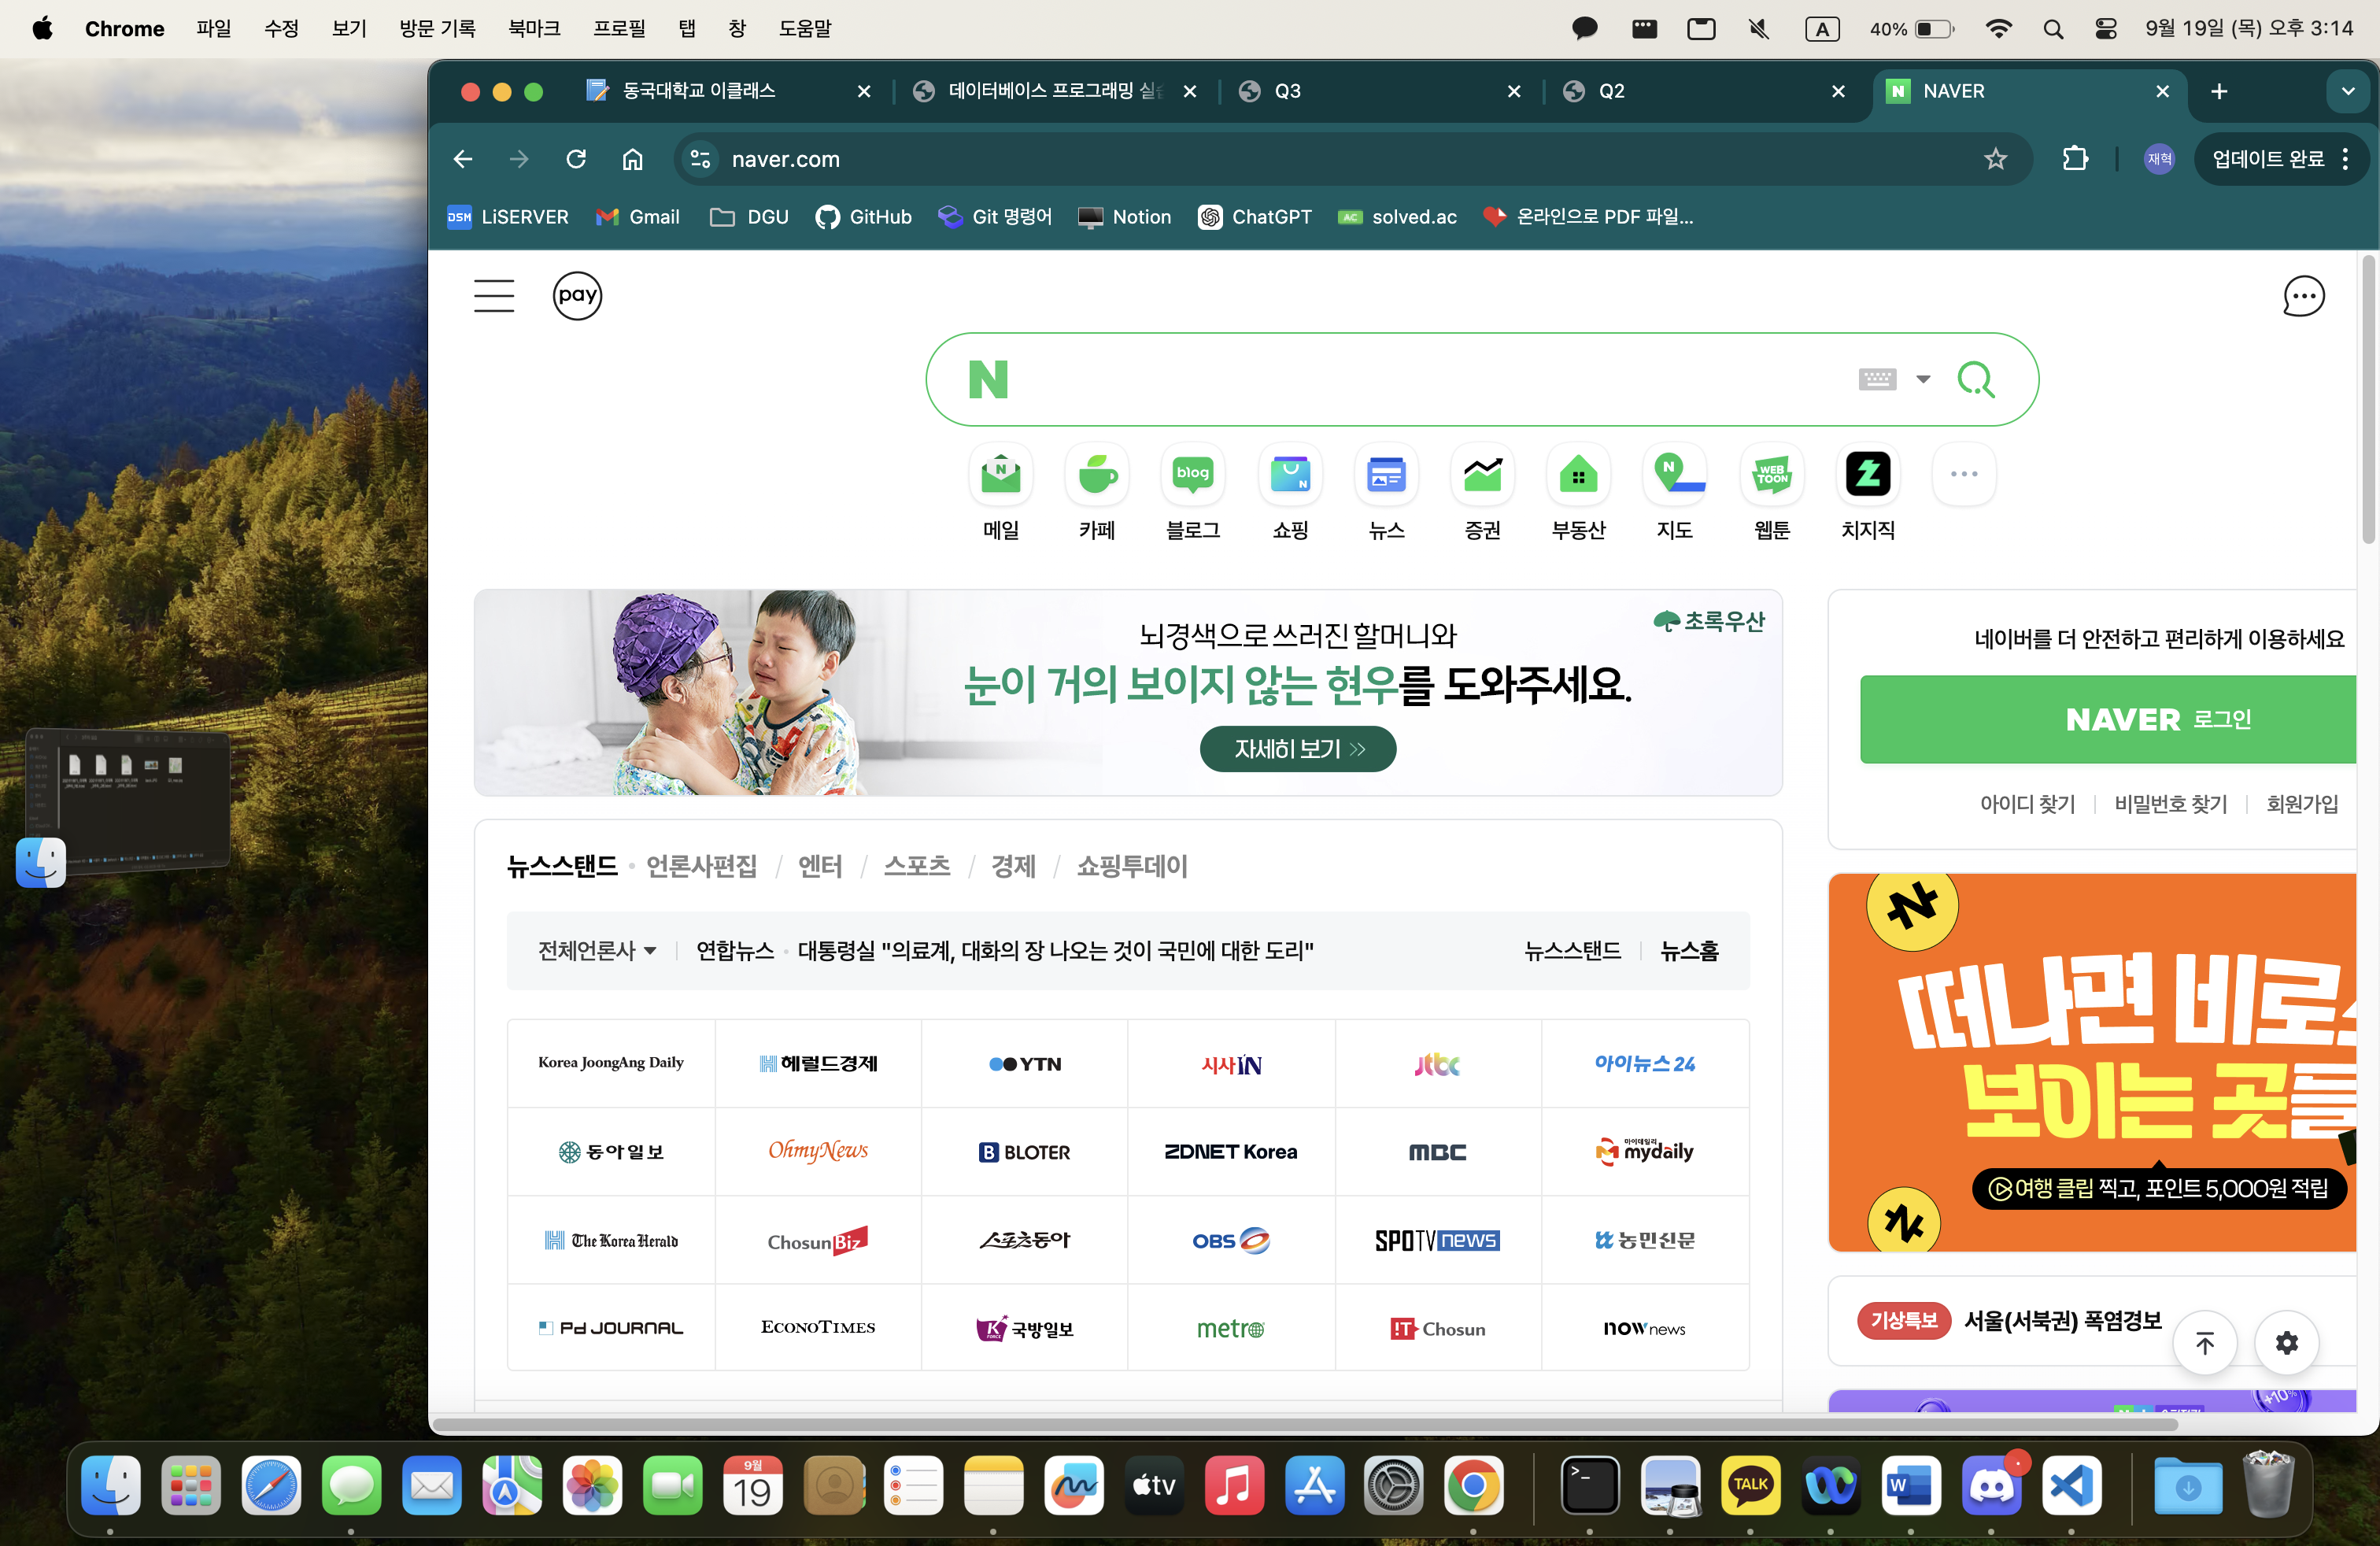 Chrome 파일 수정 보기 방문 기록 북마크 프로필 탭 창 도움말 A 40% 9월 19일 (목) 오후 3:14
동국대학교 이클래스 데이터베이스 프로그래밍 Q3 Q2 NAVER
naver.com 재혁 업데이트 완료
DSM LiSERVER Gmail DGU GitHub Git 명령어 Notion ChatGPT AC solved.ac 온라인으로 PDF 파일...
pay
N
N blog N N WEB TOON
메일 카페 블로그 쇼핑 뉴스 증권 부동산 지도 웹툰 치지직
초록우산
뇌경색으로 쓰러진 할머니와
눈이 거의 보이지 않는 현우를 도와주세요.
자세히 보기
네이버를 더 안전하고 편리하게 이용하세요
NAVER 로그인
아이디 찾기 비밀번호 찾기 회원가입
뉴스스탠드 언론사편집 / 엔터 / 스포츠 / 경제 / 쇼핑투데이
전체언론사 연합뉴스 대통령실 "의료계, 대화의 장 나오는 것이 국민에 대한 도리" 뉴스스탠드 뉴스홈
Korea JoongAng Daily 헤럴드경제 YTN 시사IN jtbc 아이뉴스24
동아일보 OhmyNews B BLOTER ZDNET Korea MBC 마이데일리 mydaily
The Korea Herald ChosunBiz 스포츠동아 OBS SPOTV news 농민신문
Pd JOURNAL ECONOTIMES K FORCE 국방일보 metro !T Chosun nownews
떠나면 비로
보이는 곳들
여행 클립 찍고, 포인트 5,000원 적립
기상특보 서울(서북권) 폭염경보
+10%
9월
19
tv
TALK
W